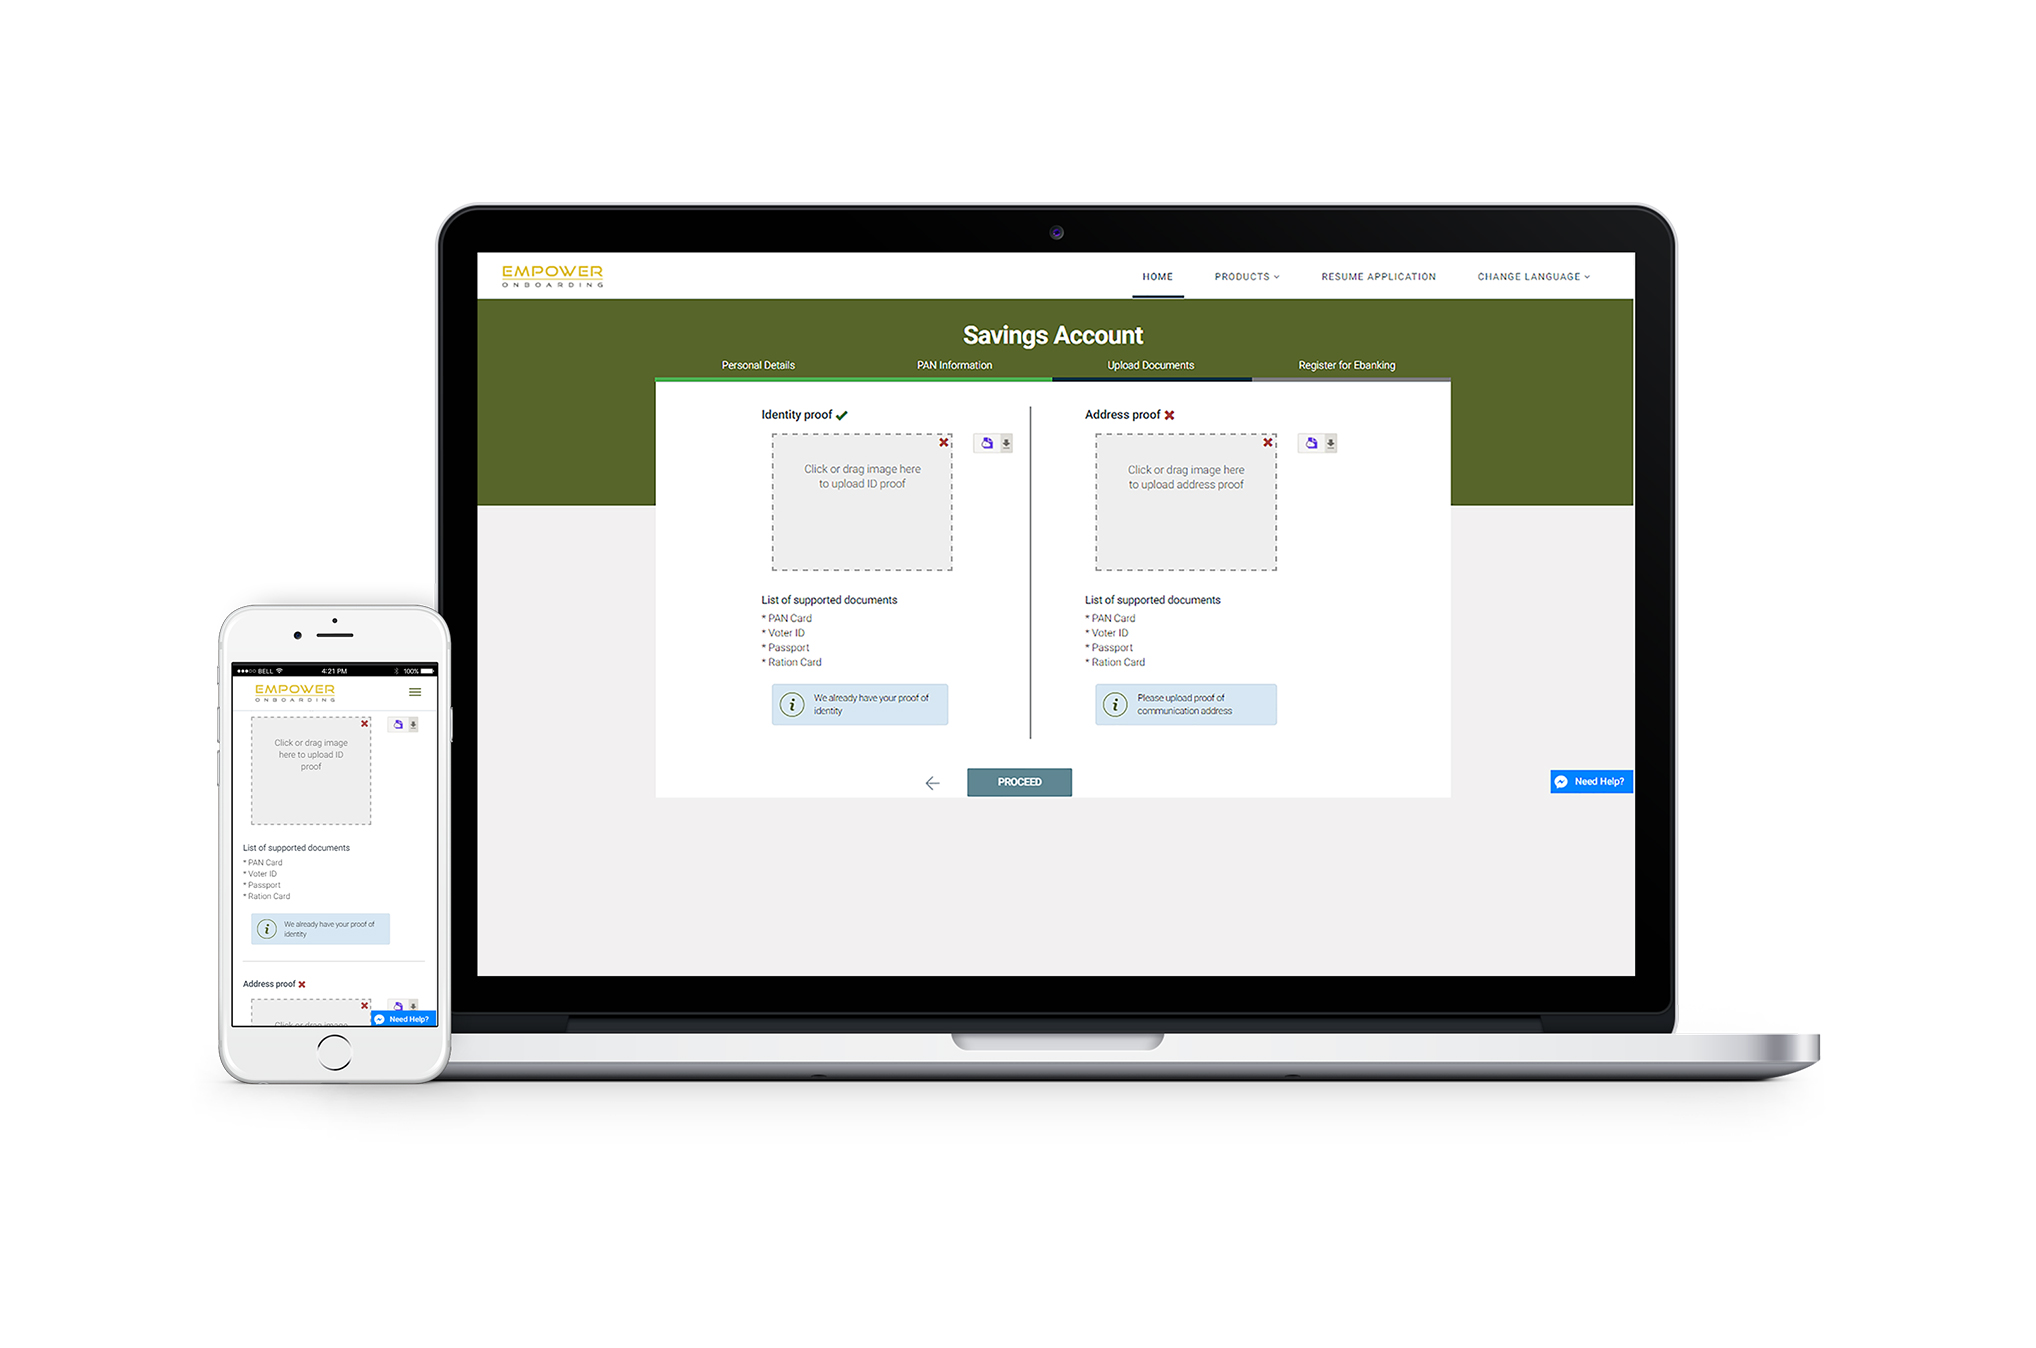 EMPOWER
ONBOARDING
HOME
PRODUCTS
RESUME APPLICATION
CHANGE LANGUAGE
Savings Account
Personal Details
PAN Information
Upload Documents
Register for Ebanking
Identity proof
Click or drag image here
to upload ID proof
List of supported documents
* PAN Card
* Voter ID
* Passport
* Ration Card
We already have your proof of
identity
Address proof
Click or drag image here
to upload address proof
List of supported documents
* PAN Card
* Voter ID
* Passport
* Ration Card
Please upload proof of
communication address
PROCEED
Need Help?
BELL
4:21 PM
100%
EMPOWER
ONBOARDING
Click or drag image
here to upload ID
proof
List of supported documents
* PAN Card
* Voter ID
* Passport
* Ration Card
We already have your proof of
identity
Address proof
Click or drag image
Need Help?